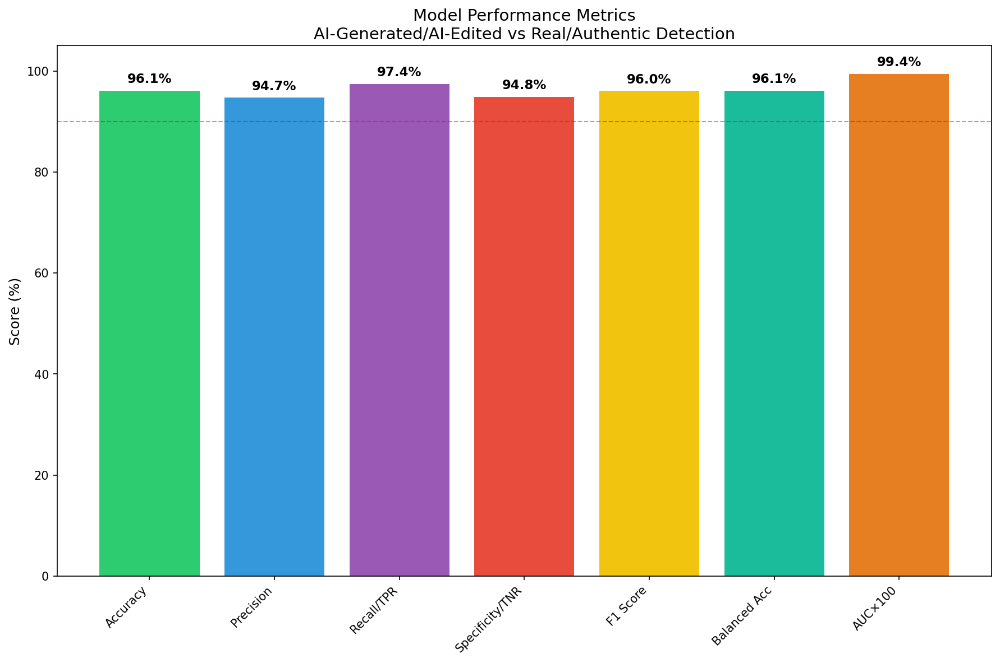 Model Performance Metrics
AI-Generated/AI-Edited vs Real/Authentic Detection
Score (%)
100
80
60
40
20
0
96.1%
94.7%
97.4%
94.8%
96.0%
96.1%
99.4%
Accuracy
Precision
Recall/TPR
Specificity/TNR
F1 Score
Balanced Acc
AUC×100